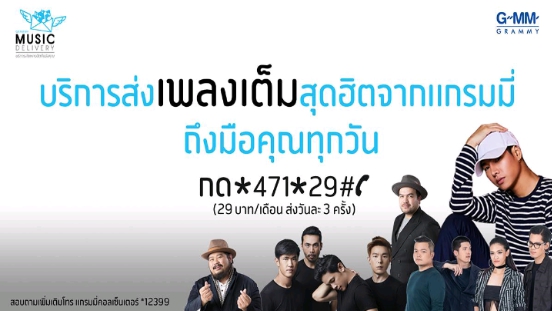 MUSIC
DELIVERY
GMM
GRAMMY
บริการส่งเพลงเต็มสุดฮิตจากแกรมมี่
ถึงมือคุณทุกวัน
กด*471*29#
(29 บาท/เดือน ส่งวันละ 3 ครั้ง)
สอบถามเพิ่มเติมโทร แกรมมี่คอลเซ็นเตอร์ *12399